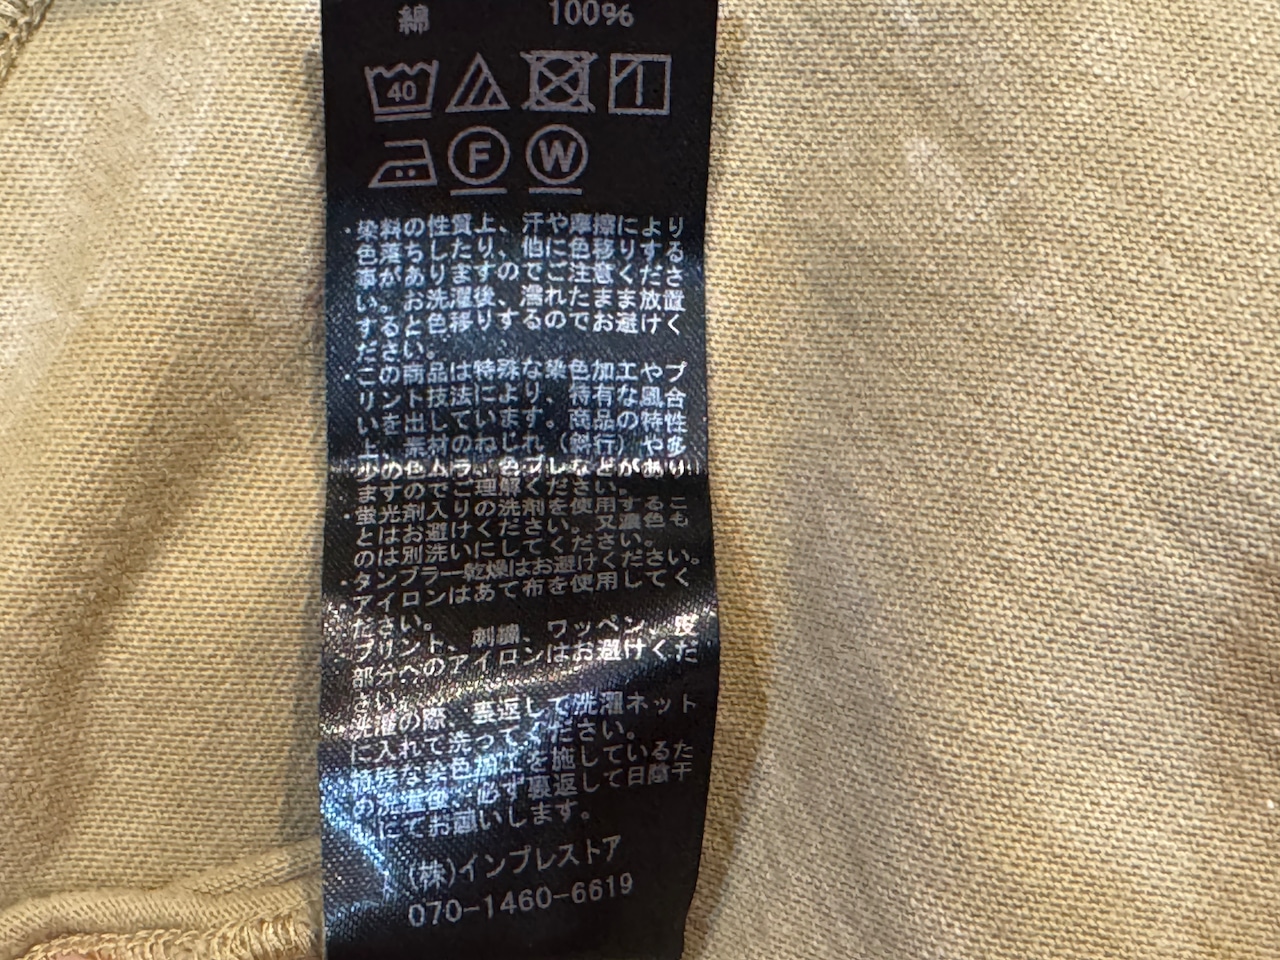 綿 100%
40
F W
・染料の性質上、汗や摩擦により
色落ちしたり、他に色移りする
事がありますのでご注意くださ
い。お洗濯後、濡れたまま放置
すると色移りするのでお避けく
ださい。
・この商品は特殊な染色加工やプ
リント技法により、特有な風合
いを出しています。商品の特性
上、素材のねじれ（斜行）や多
少の色ムラ、色ブレなどがあり
ますのでご理解ください。
・蛍光剤入りの洗剤を使用するこ
とはお避けください。又濃色も
のは別洗いにしてください。
・タンブラー乾燥はお避けください。
・アイロンはあて布を使用してく
ださい。
・プリント、刺繍、ワッペン、皮
部分へのアイロンはお避けくだ
さい。
洗濯の際、裏返して洗濯ネット
に入れて洗ってください。
特殊な染色加工を施しているた
め洗濯後、必ず裏返して日陰干
しにてお願いします。
(株)インプレストア
070-1460-6619